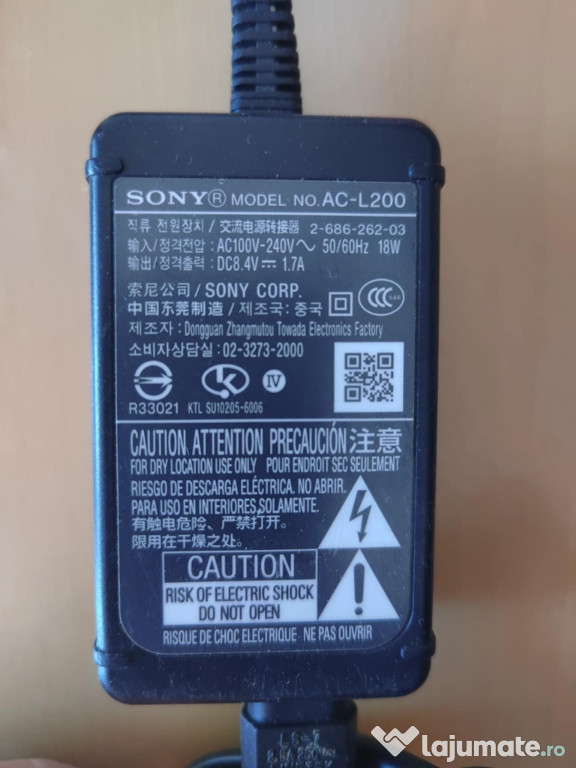 SONY® MODEL NO. AC-L200
직류 전원장치 / 交流电源转接器 2-686-262-03
输入/정격전압 : AC100V-240V～ 50/60Hz 18W
输出/정격출력 : DC8.4V⎓ 1.7A
索尼公司 / SONY CORP.
中国东莞制造 / 제조국: 중국
CCC
제조자 : Dongguan Zhangmutou Towada Electronics Factory
소비자상담실 : 02-3273-2000
IV
R33021 KTL SU10205-6006
CAUTION ATTENTION PRECAUCIÓN 注意
FOR DRY LOCATION USE ONLY POUR ENDROIT SEC SEULEMENT
RIESGO DE DESCARGA ELÉCTRICA. NO ABRIR.
PARA USO EN INTERIORES SOLAMENTE.
有触电危险、严禁打开。
限用在干燥之处。
CAUTION
RISK OF ELECTRIC SHOCK
DO NOT OPEN
RISQUE DE CHOC ELECTRIQUE NE PAS OUVRIR
lajumate.ro